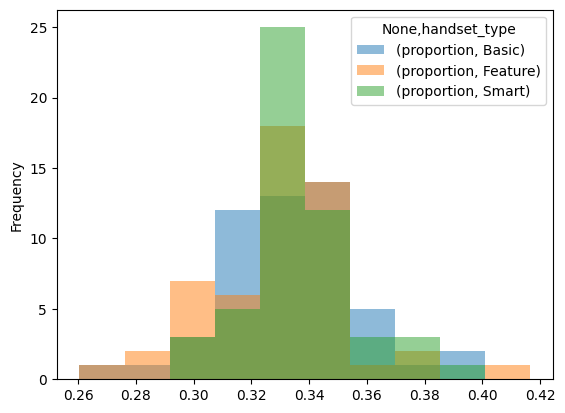 None,handset_type
(proportion, Basic)
(proportion, Feature)
(proportion, Smart)
Frequency
25
20
15
10
5
0
0.26 0.28 0.30 0.32 0.34 0.36 0.38 0.40 0.42